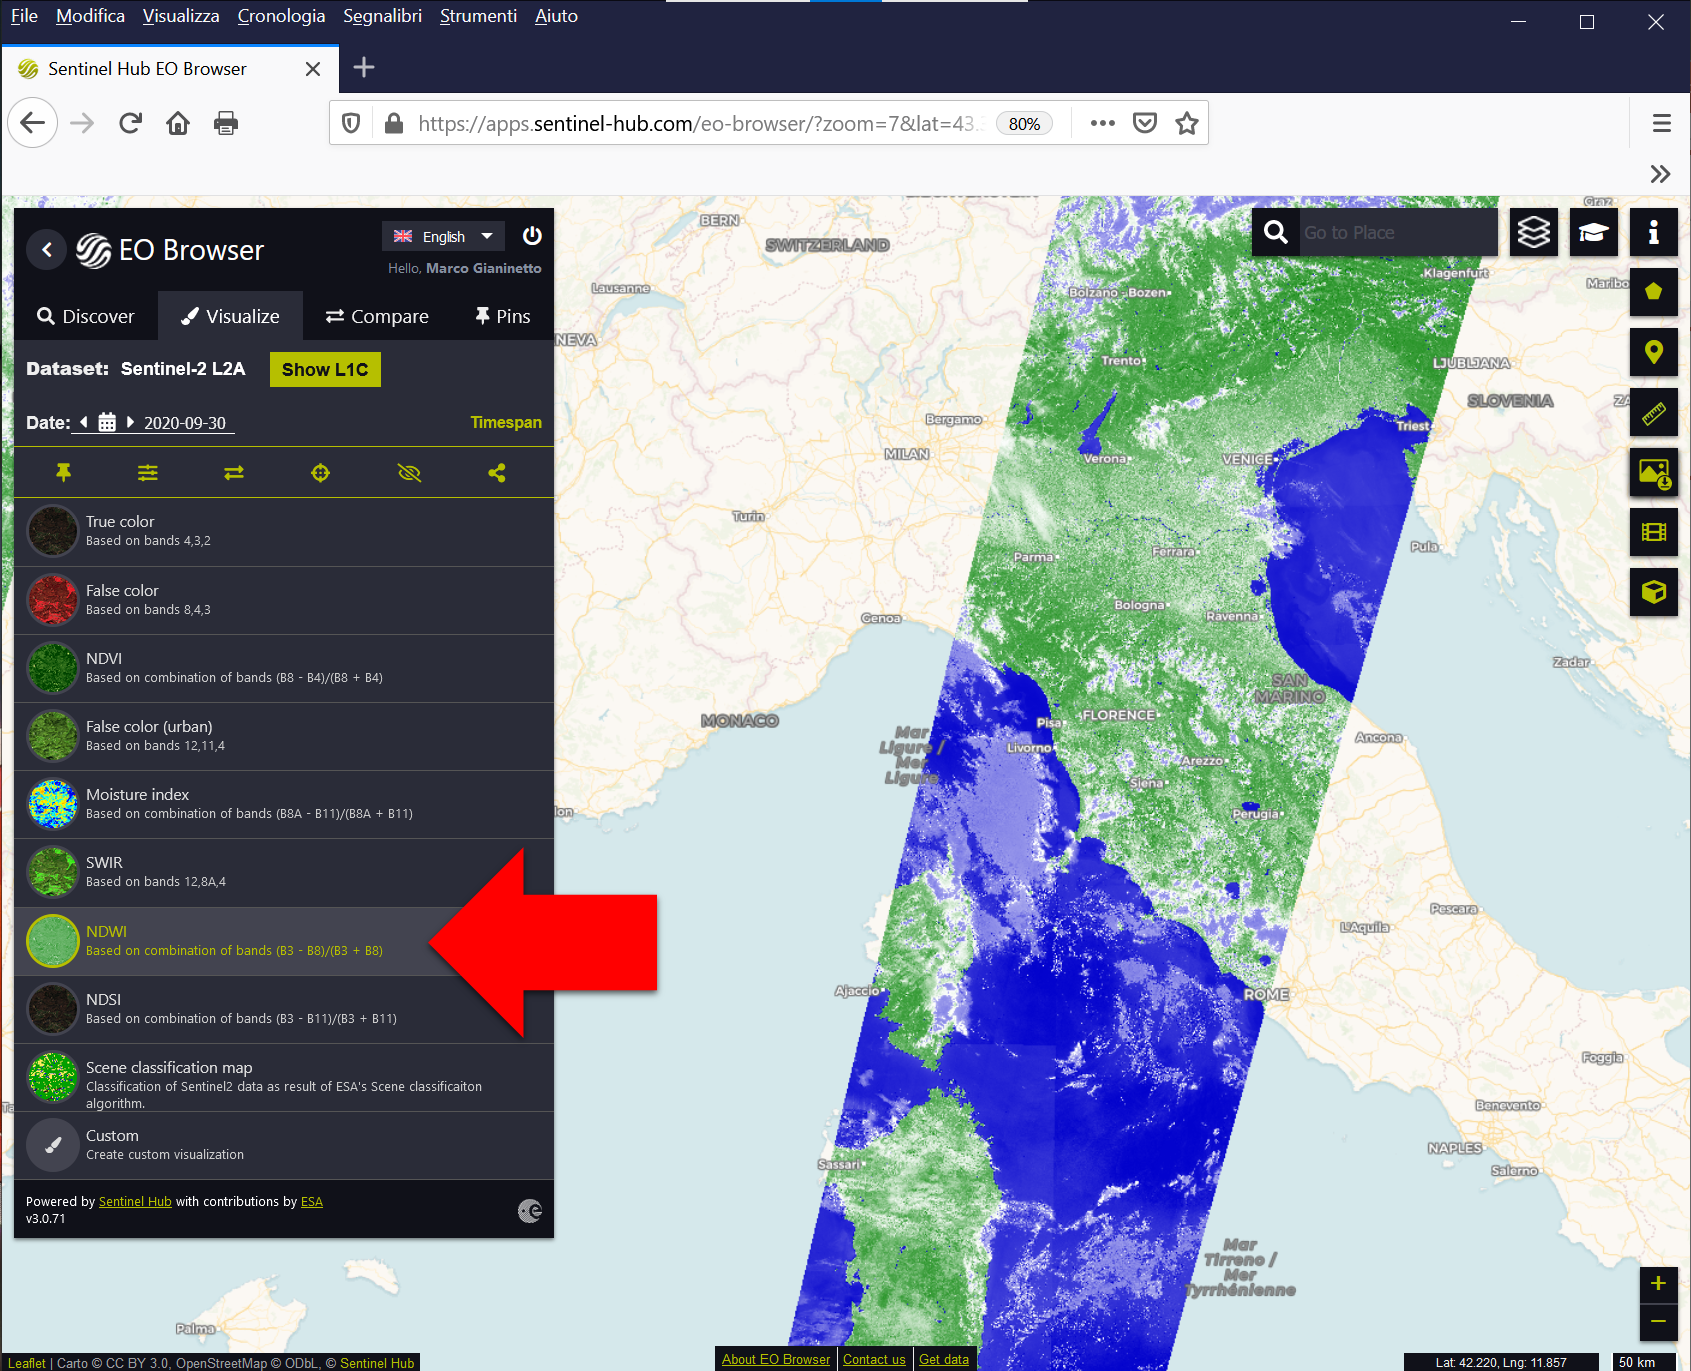 File Modifica Visualizza Cronologia Segnalibri Strumenti Aiuto
Sentinel Hub EO Browser
https://apps.sentinel-hub.com/eo-browser/?zoom=7&lat=43.
80%
EO Browser
English
Hello, Marco Gianinetto
Discover
Visualize
Compare
Pins
Dataset: Sentinel-2 L2A
Show L1C
Date: 2020-09-30
Timespan
True color
Based on bands 4,3,2
False color
Based on bands 8,4,3
NDVI
Based on combination of bands (B8 - B4)/(B8 + B4)
False color (urban)
Based on bands 12,11,4
Moisture index
Based on combination of bands (B8A - B11)/(B8A + B11)
SWIR
Based on bands 12,8A,4
NDWI
Based on combination of bands (B3 - B8)/(B3 + B8)
NDSI
Based on combination of bands (B3 - B11)/(B3 + B11)
Scene classification map
Classification of Sentinel2 data as result of ESA's Scene classificaiton
algorithm.
Custom
Create custom visualization
Powered by Sentinel Hub with contributions by ESA
v3.0.71
Go to Place
BERN
SWITZERLAND
Lausanne
NEVA
Graz
Klagenfurt
Maribo
Bolzano - Bozen
Trento
LJUBLJANA
SLOVENIA
ZA
Bergamo
Triest
MILAN
Verona
VENICE
Turin
Pula
Parma
Ferrara
Genoa
Bologna
Ravenna
Zadar
SAN
MARINO
MONACO
Pisa
FLORENCE
Mar
Ligure /
Mer
Ligure
Livorno
Ancona
Arezzo
Siena
lon
Perugia
Pescara
L'Aquila
Ajaccio
ROME
Foggia
Benevento
NAPLES
Salerno
Sassari
Mar
Tirreno /
Mer
Tyrrhénienne
Palma
Leaflet | Carto © CC BY 3.0, OpenStreetMap © ODbL, © Sentinel Hub
About EO Browser
Contact us
Get data
Lat: 42.220, Lng: 11.857
50 km